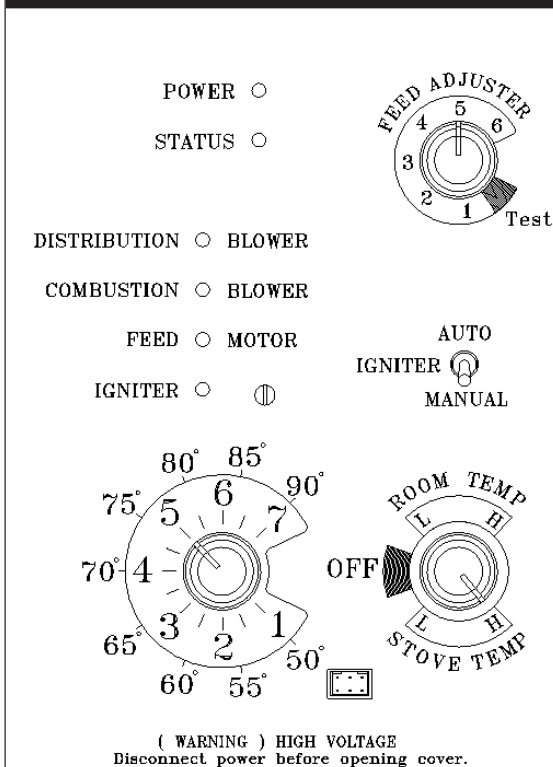 POWER
STATUS
FEED ADJUSTER
1 2 3 4 5 6
Test
DISTRIBUTION BLOWER
COMBUSTION BLOWER
FEED MOTOR
IGNITER
AUTO
IGNITER
MANUAL
50° 55° 60° 65° 70° 75° 80° 85° 90°
1 2 3 4 5 6 7
ROOM TEMP
L H
OFF
L H
STOVE TEMP
( WARNING ) HIGH VOLTAGE
Disconnect power before opening cover.